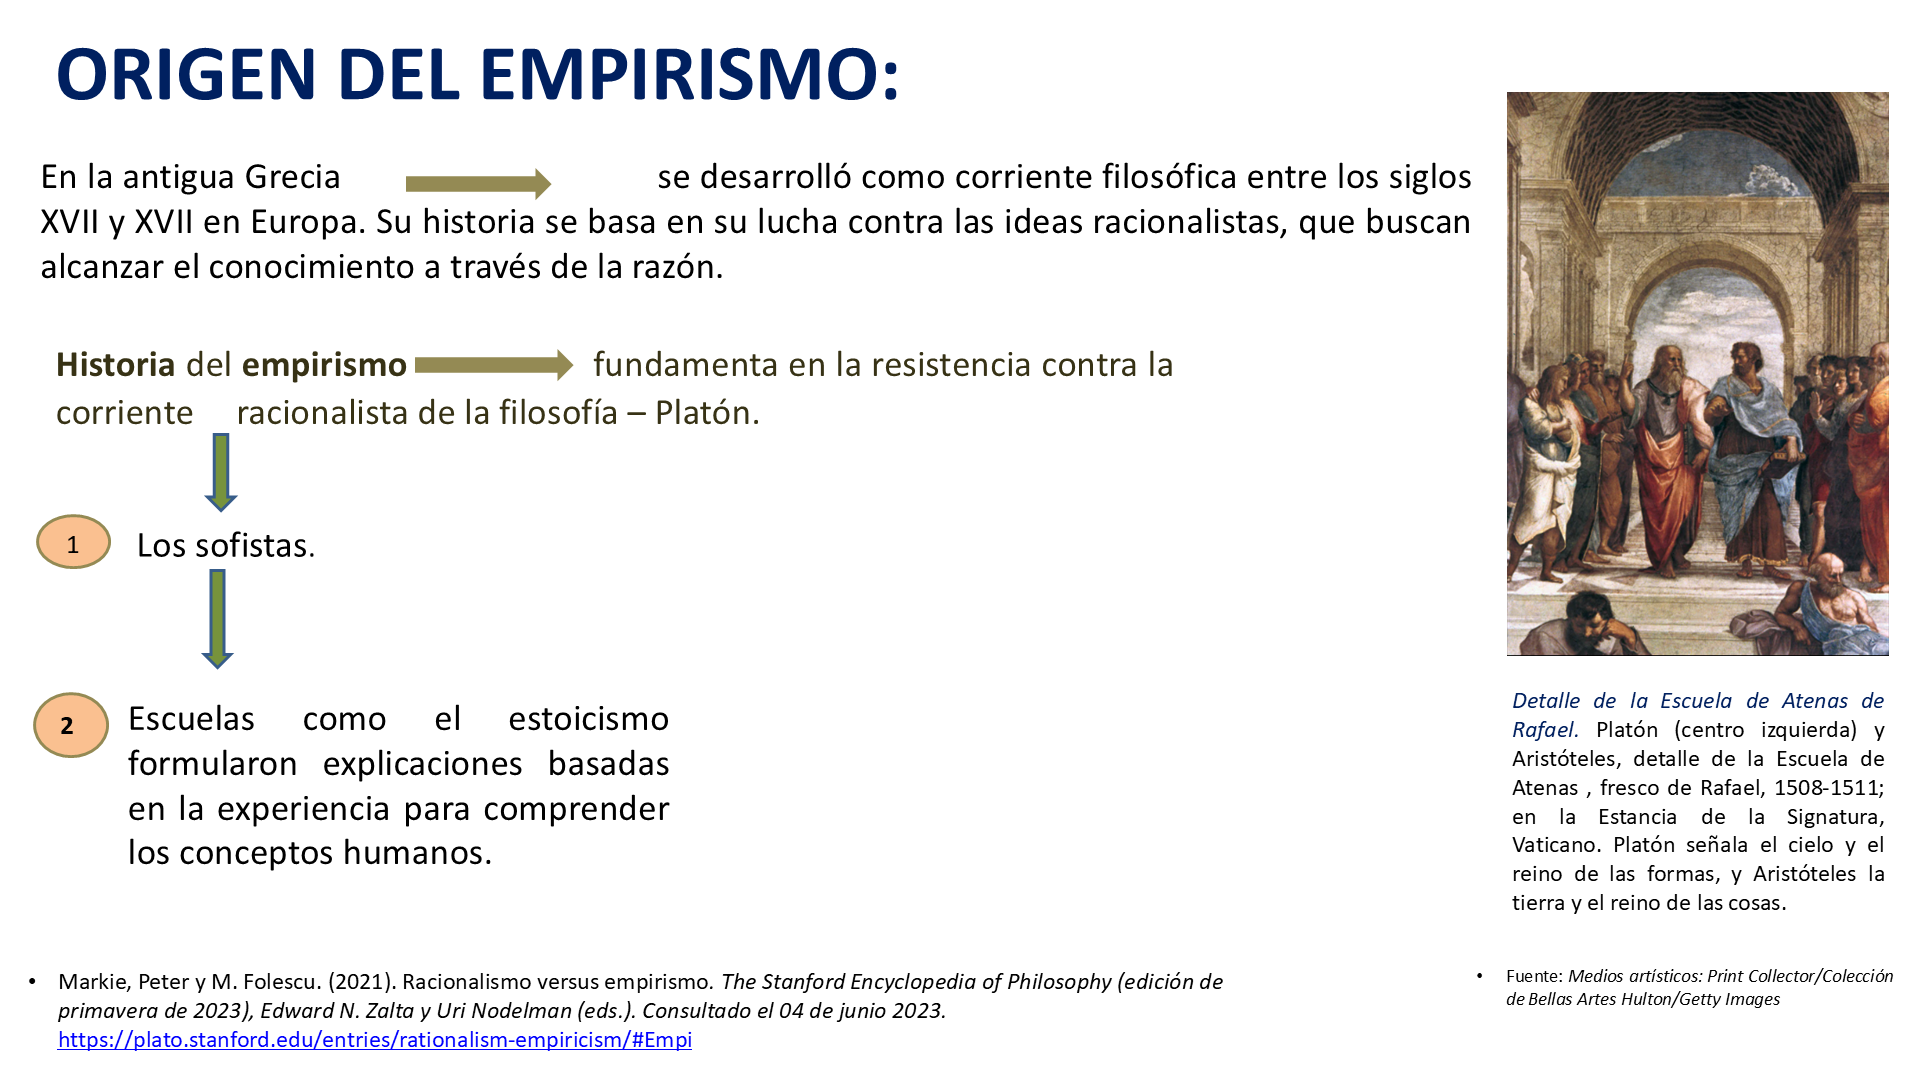 ORIGEN DEL EMPIRISMO:
En la antigua Grecia se desarrolló como corriente filosófica entre los siglos
XVII y XVII en Europa. Su historia se basa en su lucha contra las ideas racionalistas, que buscan
alcanzar el conocimiento a través de la razón.
Historia del empirismo fundamenta en la resistencia contra la
corriente racionalista de la filosofía – Platón.
1 Los sofistas.
2 Escuelas como el estoicismo
formularon explicaciones basadas
en la experiencia para comprender
los conceptos humanos.
• Markie, Peter y M. Folescu. (2021). Racionalismo versus empirismo. The Stanford Encyclopedia of Philosophy (edición de
primavera de 2023), Edward N. Zalta y Uri Nodelman (eds.). Consultado el 04 de junio 2023.
https://plato.stanford.edu/entries/rationalism-empiricism/#Empi
Detalle de la Escuela de Atenas de
Rafael. Platón (centro izquierda) y
Aristóteles, detalle de la Escuela de
Atenas , fresco de Rafael, 1508-1511;
en la Estancia de la Signatura,
Vaticano. Platón señala el cielo y el
reino de las formas, y Aristóteles la
tierra y el reino de las cosas.
• Fuente: Medios artísticos: Print Collector/Colección
de Bellas Artes Hulton/Getty Images